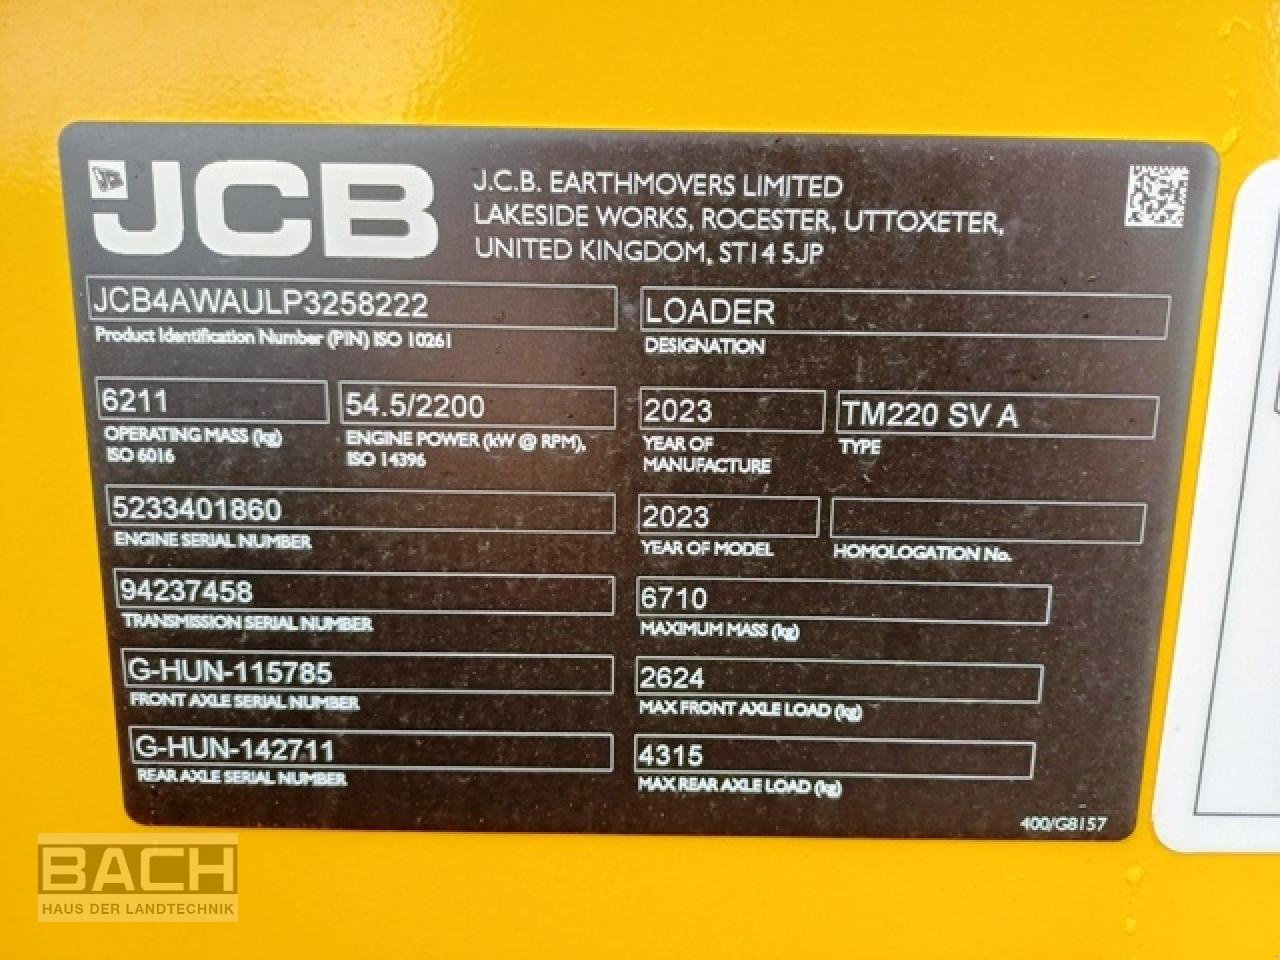 JCB
J.C.B. EARTHMOVERS LIMITED
LAKESIDE WORKS, ROCESTER, UTTOXETER,
UNITED KINGDOM, ST14 5JP
JCB4AWAULP3258222
Product Identification Number (PIN) ISO 10261
LOADER
DESIGNATION
6211
OPERATING MASS (kg)
ISO 6016
54.5/2200
ENGINE POWER (kW @ RPM),
ISO 14396
2023
YEAR OF
MANUFACTURE
TM220 SV A
TYPE
5233401860
ENGINE SERIAL NUMBER
2023
YEAR OF MODEL
HOMOLOGATION No.
94237458
TRANSMISSION SERIAL NUMBER
6710
MAXIMUM MASS (kg)
G-HUN-115785
FRONT AXLE SERIAL NUMBER
2624
MAX FRONT AXLE LOAD (kg)
G-HUN-142711
REAR AXLE SERIAL NUMBER
4315
MAX REAR AXLE LOAD (kg)
400/G8157
BACH
HAUS DER LANDTECHNIK